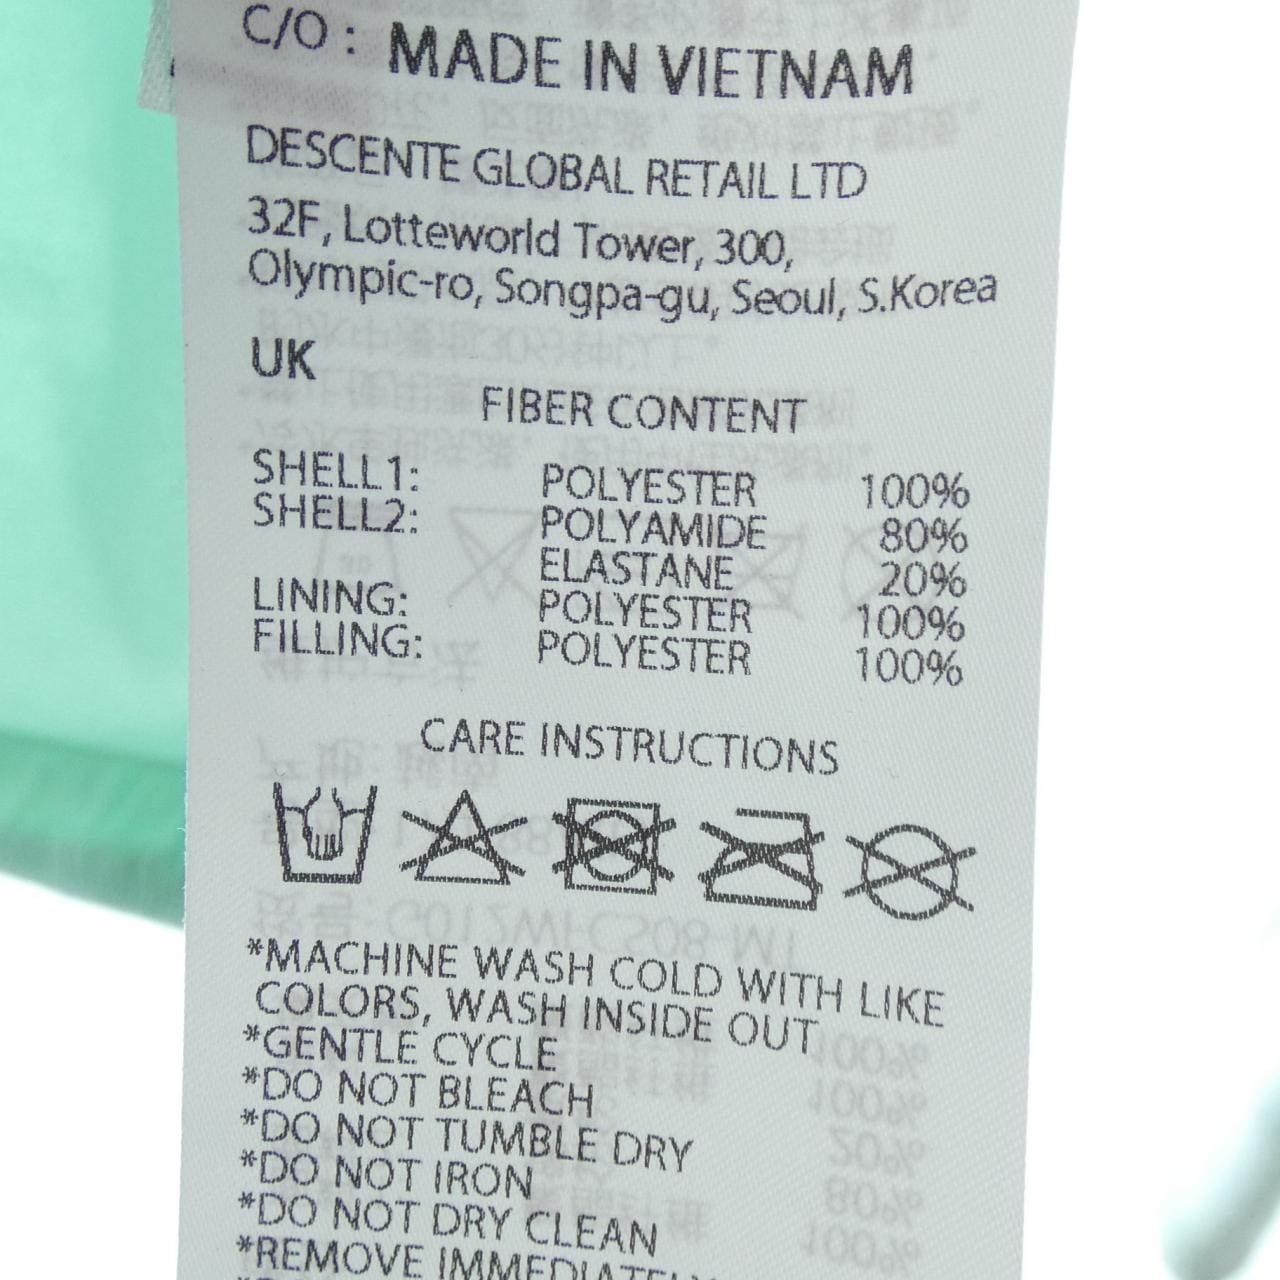 C/O : MADE IN VIETNAM
DESCENTE GLOBAL RETAIL LTD
32F, Lotteworld Tower, 300,
Olympic-ro, Songpa-gu, Seoul, S.Korea
UK
FIBER CONTENT
SHELL1: POLYESTER 100%
SHELL2: POLYAMIDE 80%
ELASTANE 20%
LINING: POLYESTER 100%
FILLING: POLYESTER 100%
CARE INSTRUCTIONS
*MACHINE WASH COLD WITH LIKE
COLORS, WASH INSIDE OUT
*GENTLE CYCLE
*DO NOT BLEACH
*DO NOT TUMBLE DRY
*DO NOT IRON
*DO NOT DRY CLEAN
*REMOVE IMMEDIATELY